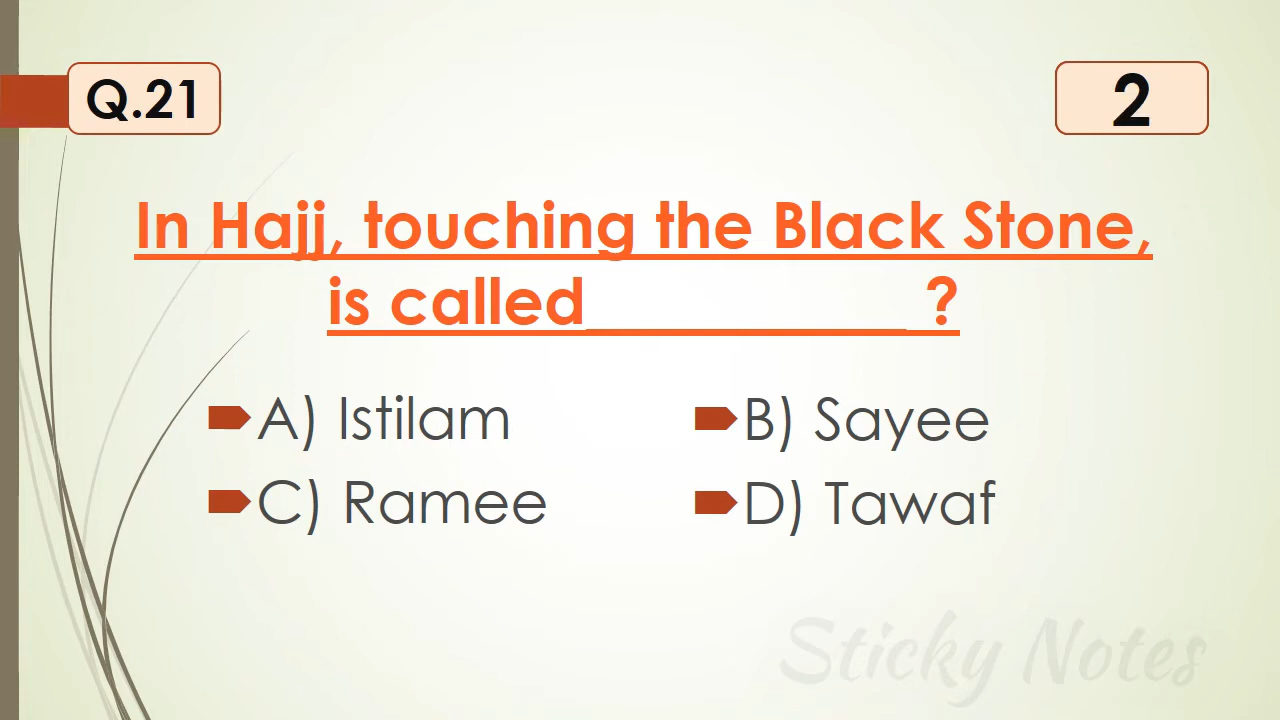 Q.21
2
In Hajj, touching the Black Stone,
is called__________ ?
A) Istilam
B) Sayee
C) Ramee
D) Tawaf
Sticky Notes